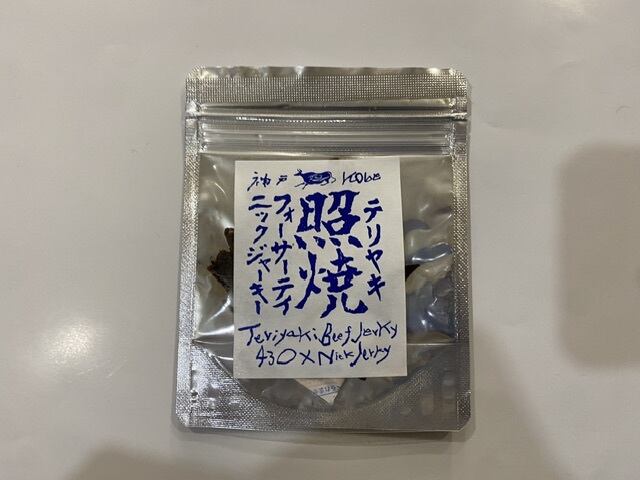 神戸 KOBE
テリヤキ
照焼
フォーサーティ
ニックジャーキー
Teriyaki Beef Jerky
430×Nick Jerky